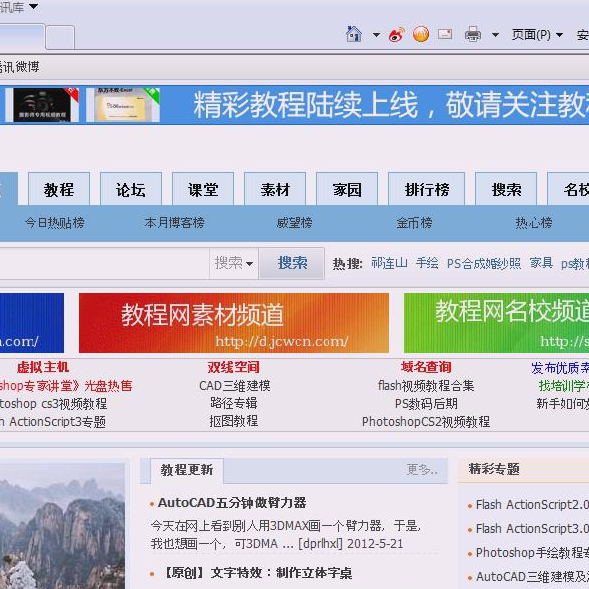 讯库
页面(P) 安
腾讯微博
精彩教程陆续上线，敬请关注教
教程 论坛 课堂 素材 家园 排行榜 搜索 名校
今日热贴榜 本月博客榜 威望榜 金币榜 热心榜
搜索 搜索 热搜: 祁连山 手绘 PS合成婚纱照 家具 ps教
教程网素材频道 教程网名校频道
n.com/ http://d.jcwcn.com/ http://s
虚拟主机 双线空间 域名查询 发布优质素
shop专家讲堂》光盘热售 CAD三维建模 flash视频教程合集 找培训学校
toshop cs3视频教程 路径专辑 PS数码后期 新手如何发
h ActionScript3专题 抠图教程 PhotoshopCS2视频教程
教程更新 更多.. 精彩专题
AutoCAD五分钟做臂力器 Flash ActionScript2.0
今天在网上看到别人用3DMAX画一个臂力器，于是， Flash ActionScript3.0
我也想画一个，可3DMA ... [dprlhxl] 2012-5-21 Photoshop手绘教程专
【原创】文字特效：制作立体字桌 AutoCAD三维建模及